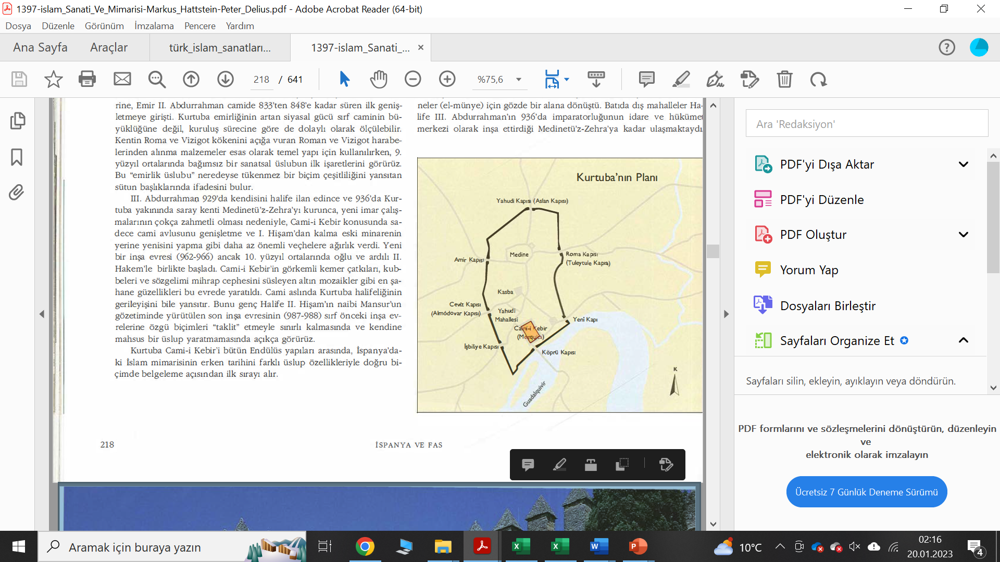 1397-islam_Sanati_Ve_Mimarisi-Markus_Hattstein-Peter_Delius.pdf - Adobe Acrobat Reader (64-bit)
Dosya Düzenle Görünüm İmzalama Pencere Yardım
Ana Sayfa Araçlar türk_islam_sanatları... 1397-islam_Sanati_...
218 / 641 %75,6
rine, Emir II. Abdurrahman camide 833'ten 848'e kadar süren ilk geniş-
letmeye girişti. Kurtuba emirliğinin artan siyasal gücü sırf caminin bü-
yüklüğüne değil, kuruluş sürecine göre de dolaylı olarak ölçülebilir.
Kentin Roma ve Vizigot kökenini açığa vuran Roman ve Vizigot harabe-
lerinden alınma malzemeler esas olarak temel yapı için kullanılırken, 9.
yüzyıl ortalarında bağımsız bir sanatsal üslubun ilk işaretlerini görürüz.
Bu “emirlik üslubu” neredeyse tükenmez bir biçim çeşitliliğini yansıtan
sütun başlıklarında ifadesini bulur.
III. Abdurrahman 929'da kendisini halife ilan edince ve 936'da Kur-
tuba yakınında saray kenti Medinetü'z-Zehra'yı kurunca, yeni imar çalış-
malarının çokça zahmetli olması nedeniyle, Cami-i Kebir konusunda sa-
dece cami avlusunu genişletme ve I. Hişam'dan kalma eski minarenin
yerine yenisini yapma gibi daha az önemli veçhelere ağırlık verdi. Yeni
bir inşa evresi (962-966) ancak 10. yüzyıl ortalarında oğlu ve ardılı II.
Hakem'le birlikte başladı. Cami-i Kebir'in görkemli kemer çatkıları, kub-
beleri ve sözgelimi mihrap cephesini süsleyen altın mozaikler gibi en şa-
hane güzellikleri bu evrede yaratıldı. Cami aslında Kurtuba halifeliğinin
gerileyişini bile yansıtır. Bunu genç Halife II. Hişam'ın naibi Mansur'un
gözetiminde yürütülen son inşa evresinin (987-988) sırf önceki inşa ev-
relerine özgü biçimleri “taklit” etmeyle sınırlı kalmasında ve kendine
mahsus bir üslup yaratmamasında açıkça görürüz.
Kurtuba Cami-i Kebir'i bütün Endülüs yapıları arasında, İspanya'da-
ki İslam mimarisinin erken tarihini farklı üslup özellikleriyle doğru bi-
çimde belgeleme açısından ilk sırayı alır.
neler (el-münye) için gözde bir alana dönüştü. Batıda dış mahalleler Ha-
life III. Abdurrahman'ın 936'da imparatorluğunun idare ve hükümet
merkezi olarak inşa ettirdiği Medinetü'z-Zehra'ya kadar ulaşmaktaydı
Kurtuba'nın Planı
Yahudi Kapısı (Aslan Kapısı)
Medine
Roma Kapısı
(Tuleytule Kapısı)
Amir Kapısı
Kasba
Ceviz Kapısı
(Almódovar Kapısı)
Yahudi
Mahallesi
Yeni Kapı
Cami-i Kebir
(Mezquita)
İşbiliye Kapısı
Köprü Kapısı
K
Guadalquivir
218
İSPANYA VE FAS
Ara 'Redaksiyon'
PDF'yi Dışa Aktar
PDF'yi Düzenle
PDF Oluştur
Yorum Yap
Dosyaları Birleştir
Sayfaları Organize Et
Sayfaları silin, ekleyin, ayıklayın veya döndürün.
PDF formlarını ve sözleşmelerini dönüştürün, düzenleyin
ve
elektronik olarak imzalayın
Ücretsiz 7 Günlük Deneme Sürümü
Aramak için buraya yazın
10°C
02:16
20.01.2023
4